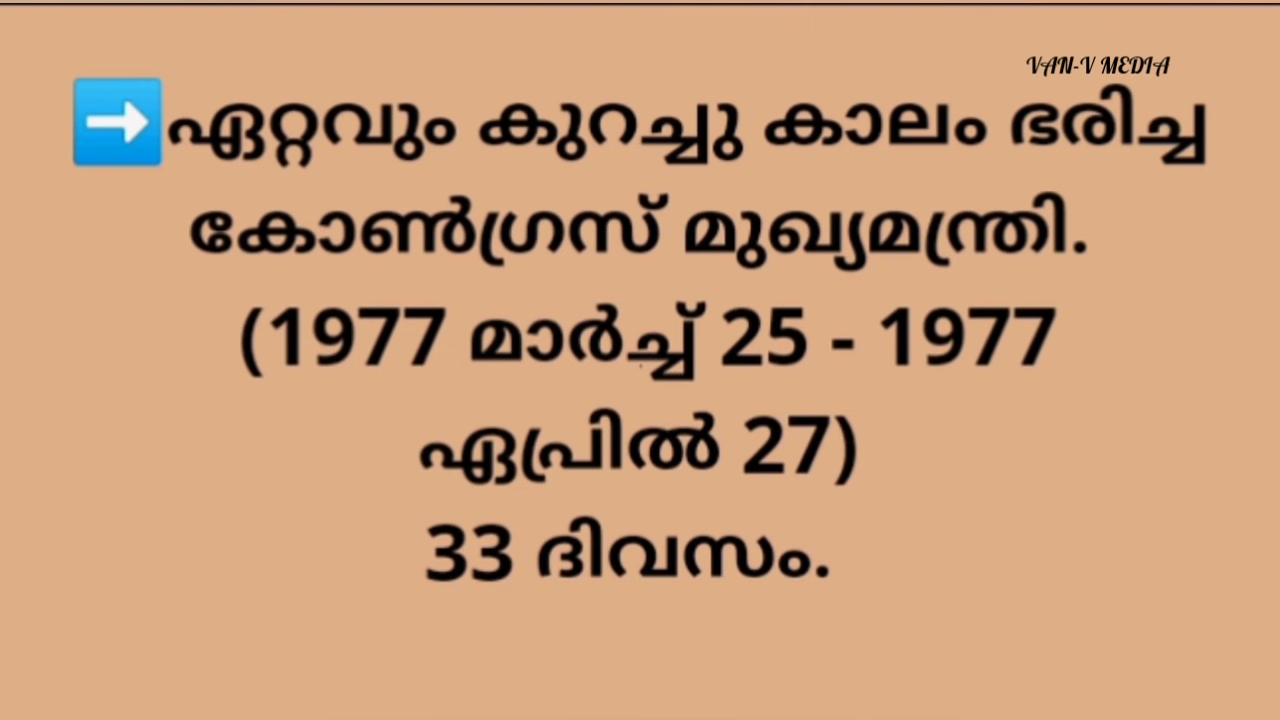 VAN-V MEDIA
➡️ഏറ്റവും കുറച്ചു കാലം ഭരിച്ച
കോൺഗ്രസ് മുഖ്യമന്ത്രി.
(1977 മാർച്ച് 25 - 1977
ഏപ്രിൽ 27)
33 ദിവസം.